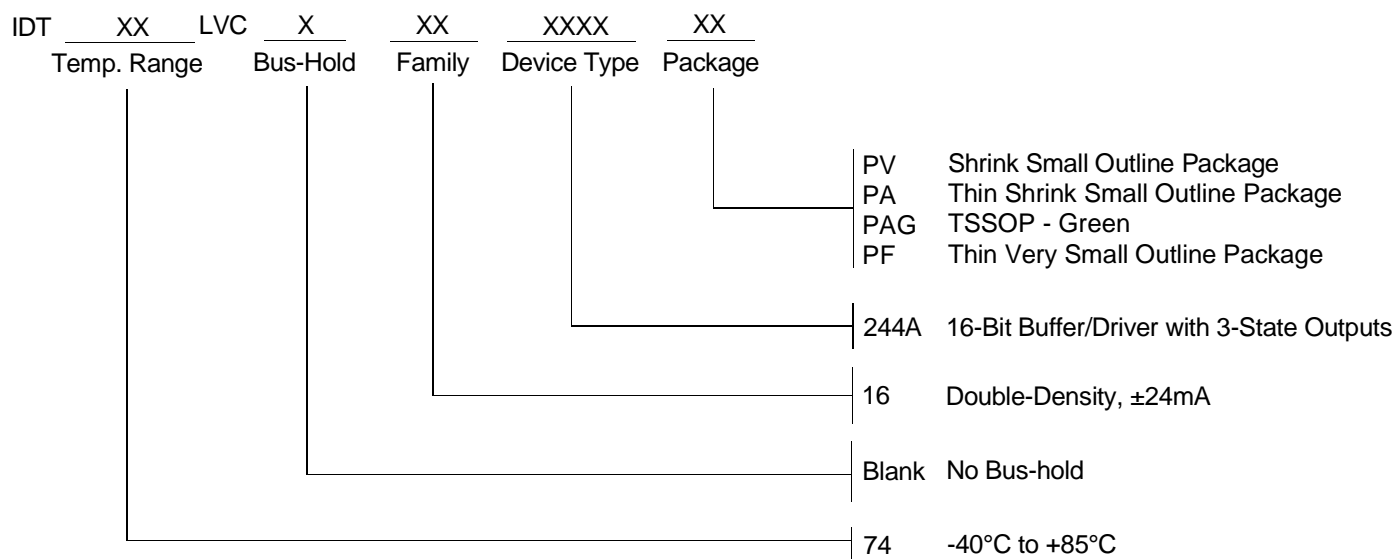 IDT XX LVC X XX XXXX XX
Temp. Range Bus-Hold Family Device Type Package
PV Shrink Small Outline Package
PA Thin Shrink Small Outline Package
PAG TSSOP - Green
PF Thin Very Small Outline Package
244A 16-Bit Buffer/Driver with 3-State Outputs
16 Double-Density, ±24mA
Blank No Bus-hold
74 -40°C to +85°C